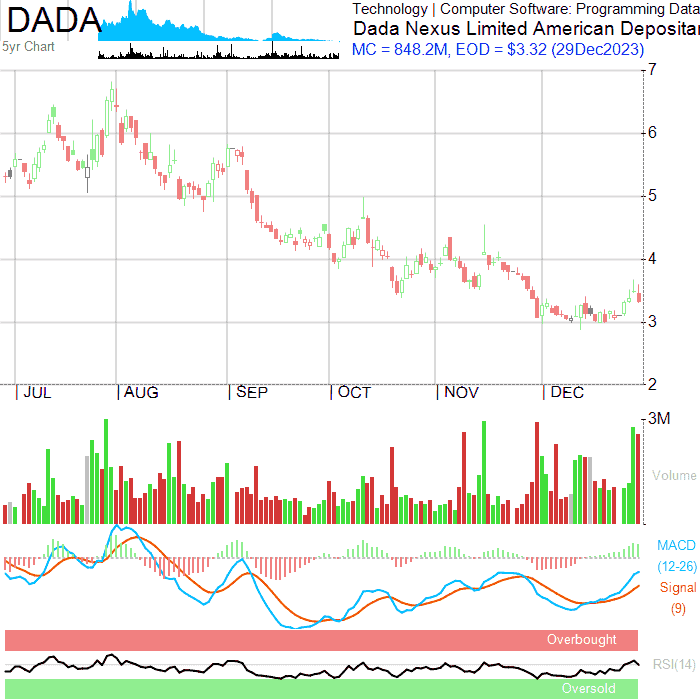 DADA
5yr Chart
Technology | Computer Software: Programming Data
Dada Nexus Limited American Depositar
MC = 848.2M, EOD = $3.32 (29Dec2023)
7
6
5
4
3
2
JUL AUG SEP OCT NOV DEC
3M
Volume
MACD
(12-26)
Signal
(9)
Overbought
RSI(14)
Oversold